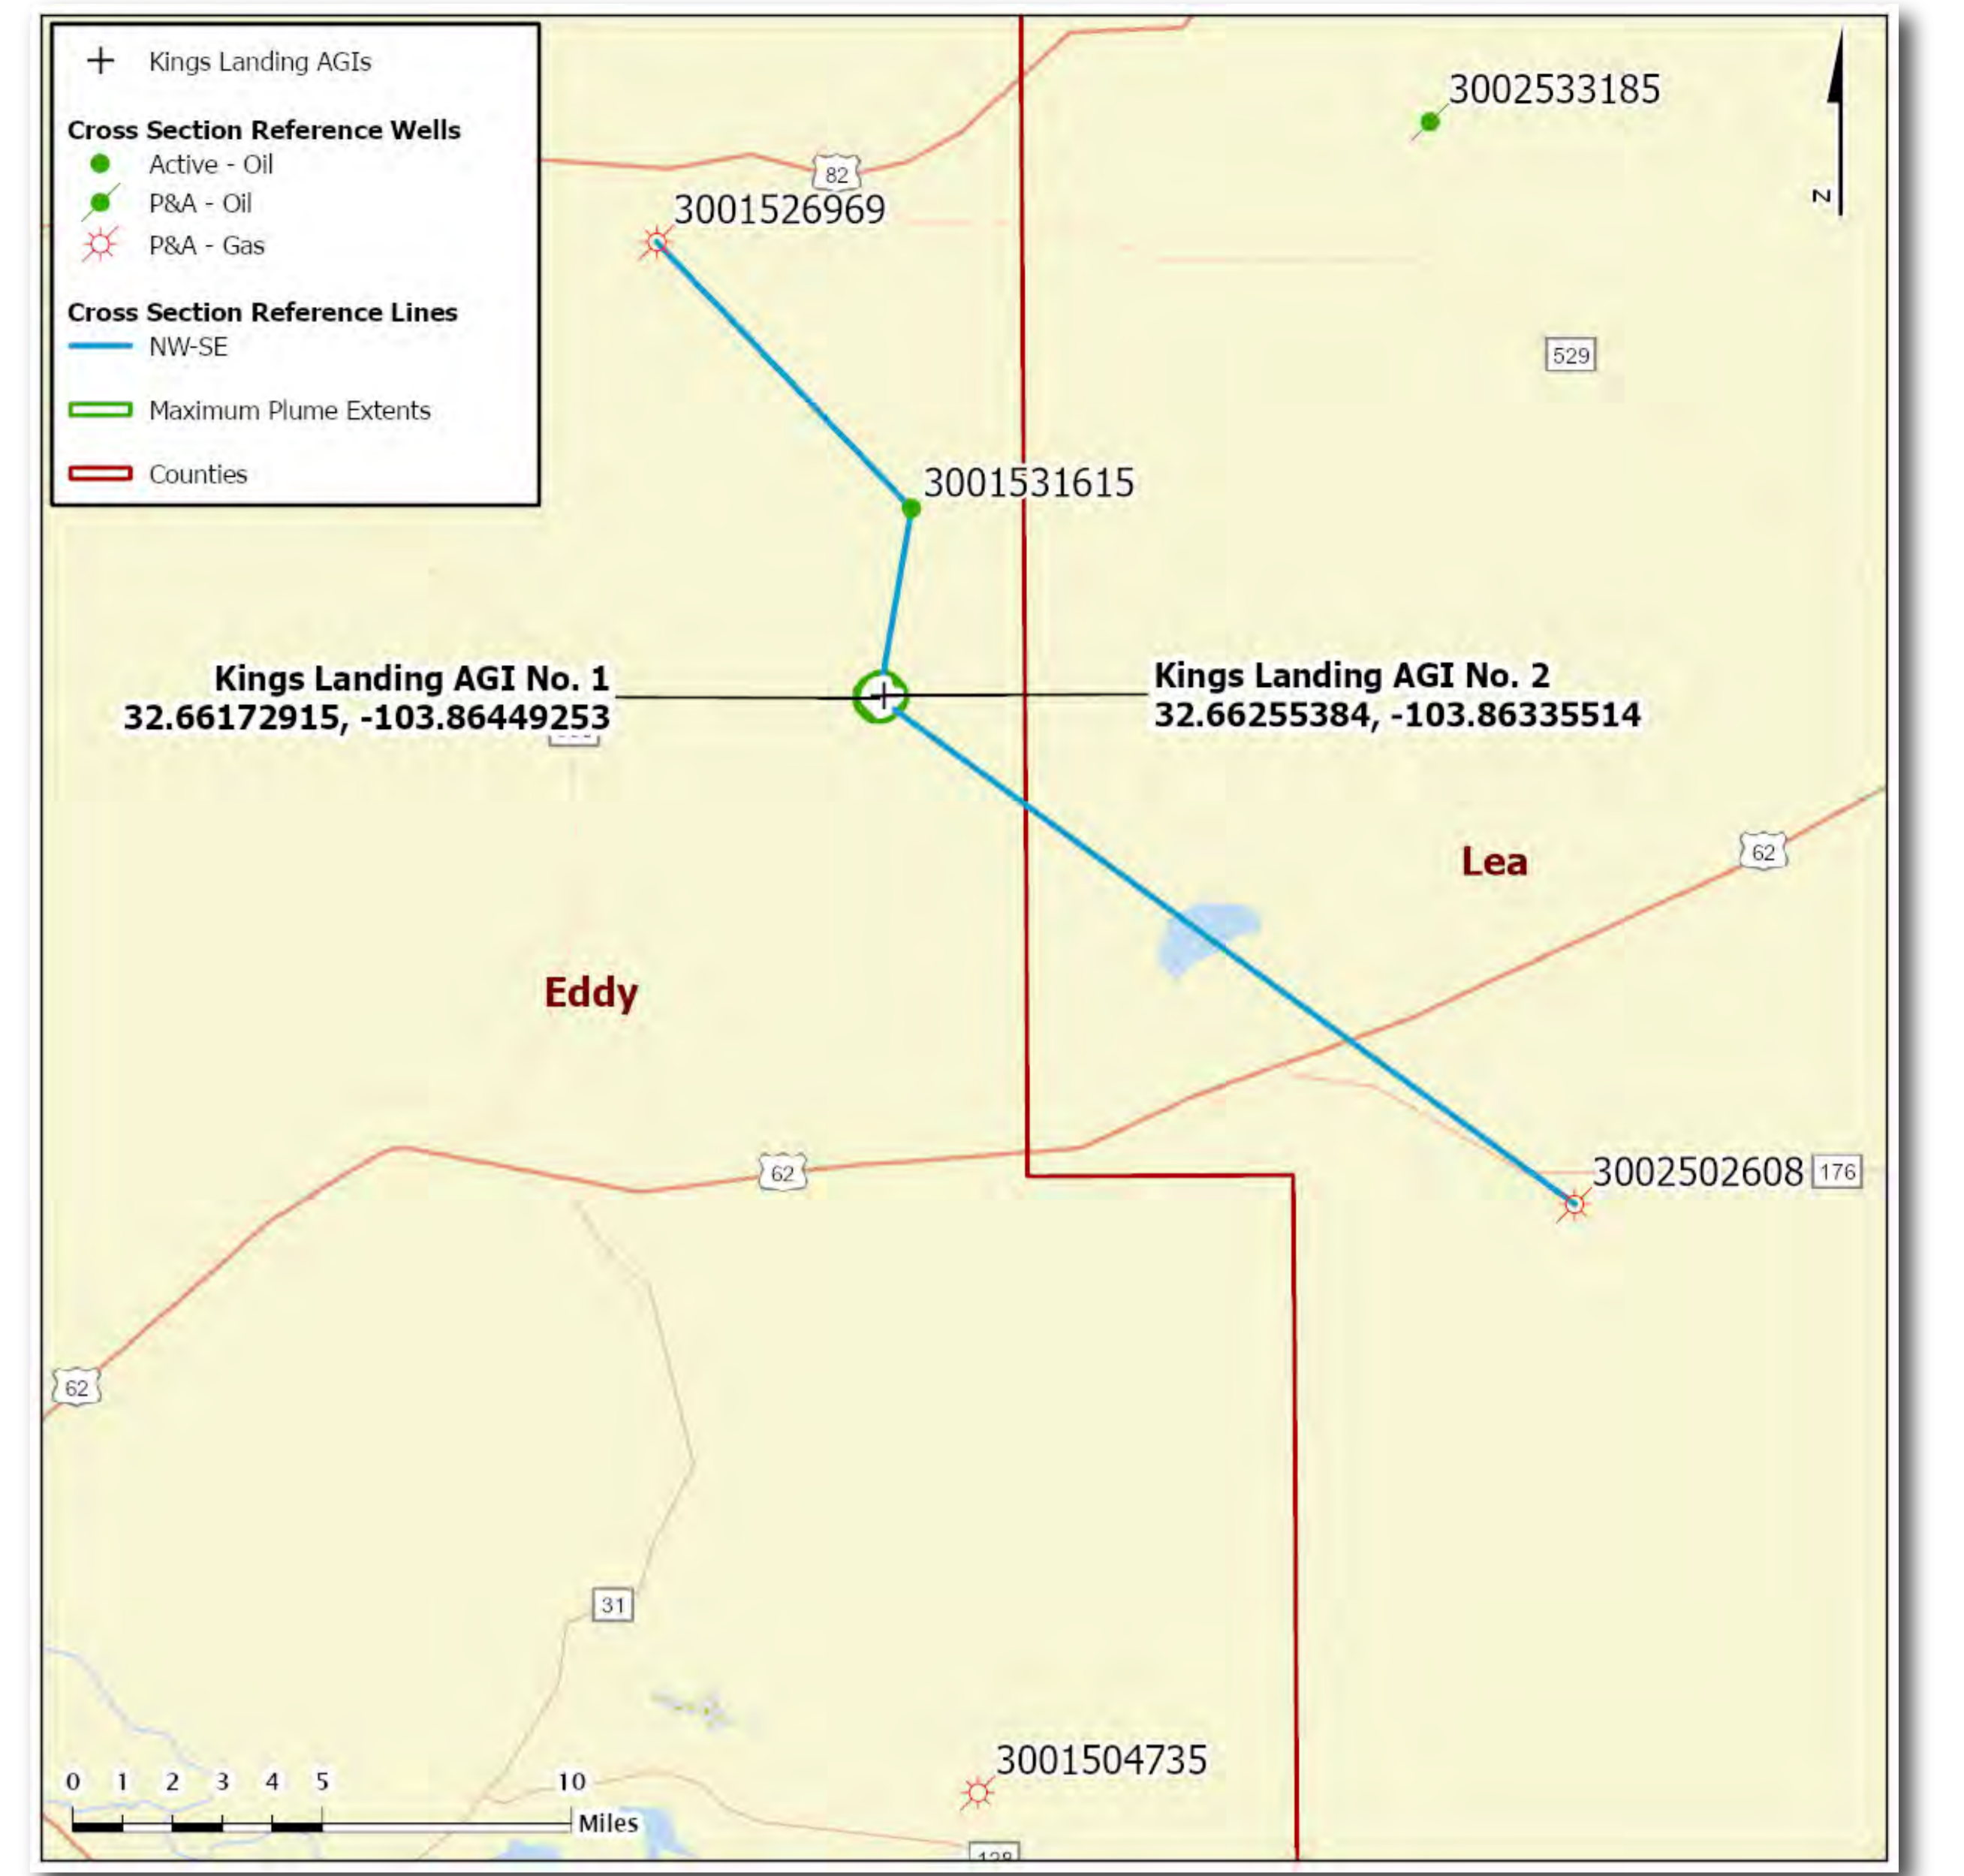 Kings Landing AGIs
Cross Section Reference Wells
Active - Oil
P&A - Oil
P&A - Gas
Cross Section Reference Lines
NW-SE
Maximum Plume Extents
Counties
3002533185
N
82
3001526969
529
3001531615
Kings Landing AGI No. 1
32.66172915, -103.86449253
Kings Landing AGI No. 2
32.66255384, -103.86335514
62
Lea
Eddy
62
3002502608
176
62
31
3001504735
0 1 2 3 4 5 10
Miles
128